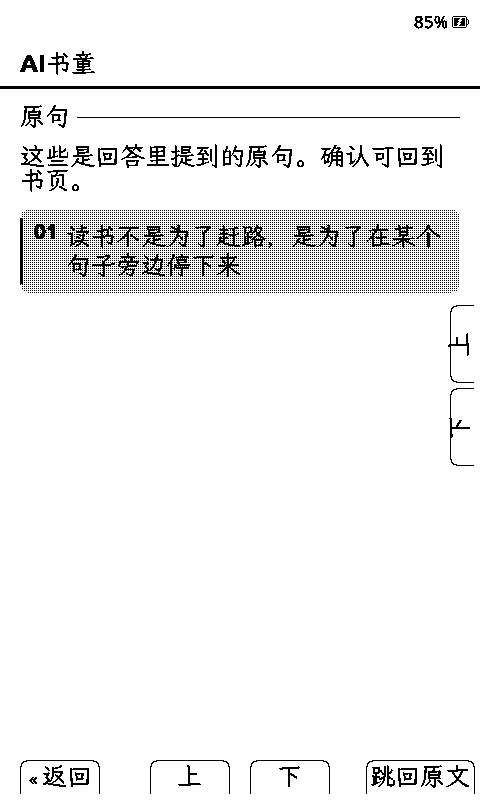 85%
AI书童
原句
这些是回答里提到的原句。确认可回到
书页。
01 读书不是为了赶路，是为了在某个
句子旁边停下来
上
下
«返回 上 下 跳回原文